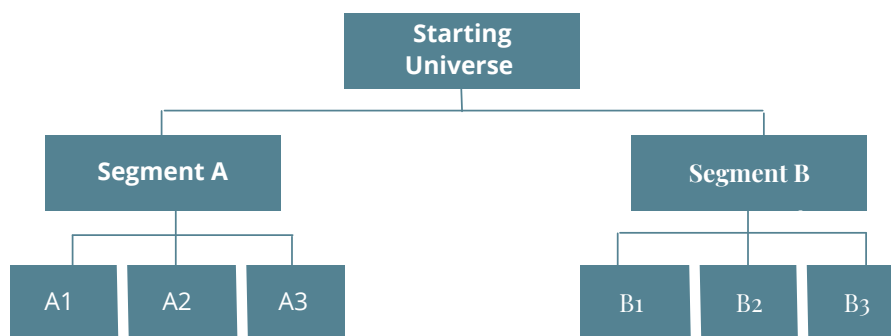 Starting
Universe
Segment A
Segment B
A1
A2
A3
B1
B2
B3